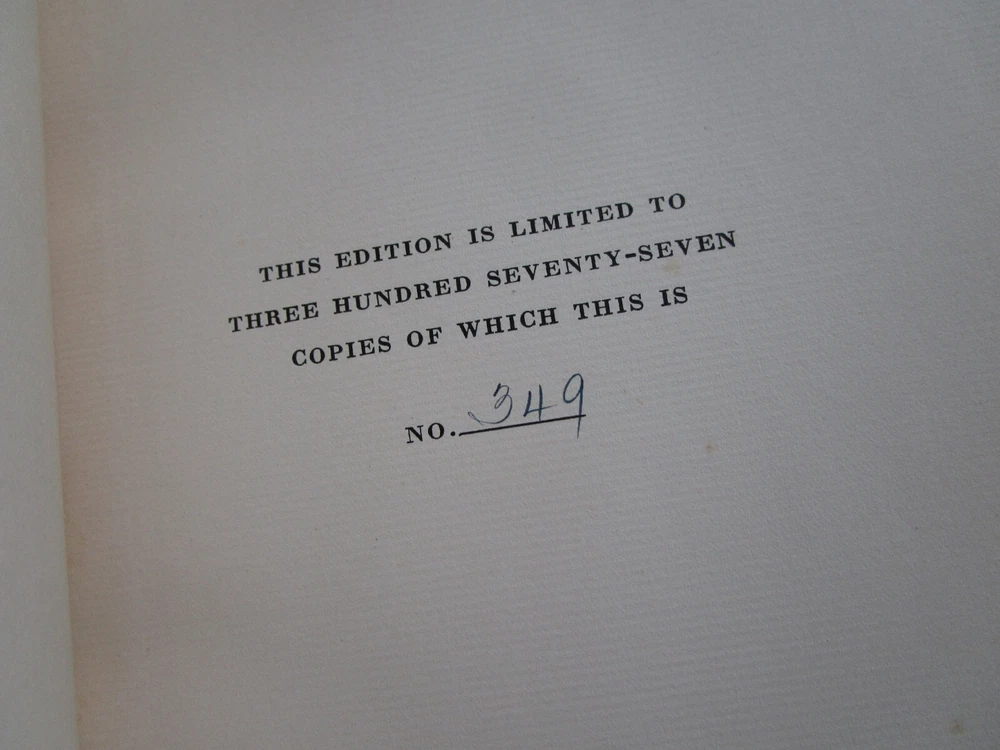 THIS EDITION IS LIMITED TO
THREE HUNDRED SEVENTY-SEVEN
COPIES OF WHICH THIS IS
NO. 349